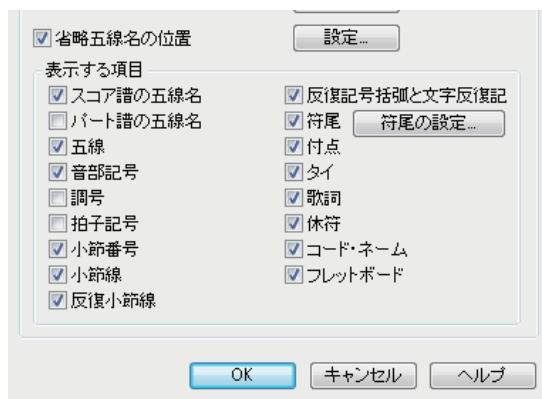 省略五線名の位置 設定...
表示する項目
スコア譜の五線名
パート譜の五線名
五線
音部記号
調号
拍子記号
小節番号
小節線
反復小節線
反復記号括弧と文字反復記
符尾 符尾の設定...
付点
タイ
歌詞
休符
コード・ネーム
フレットボード
OK キャンセル ヘルプ